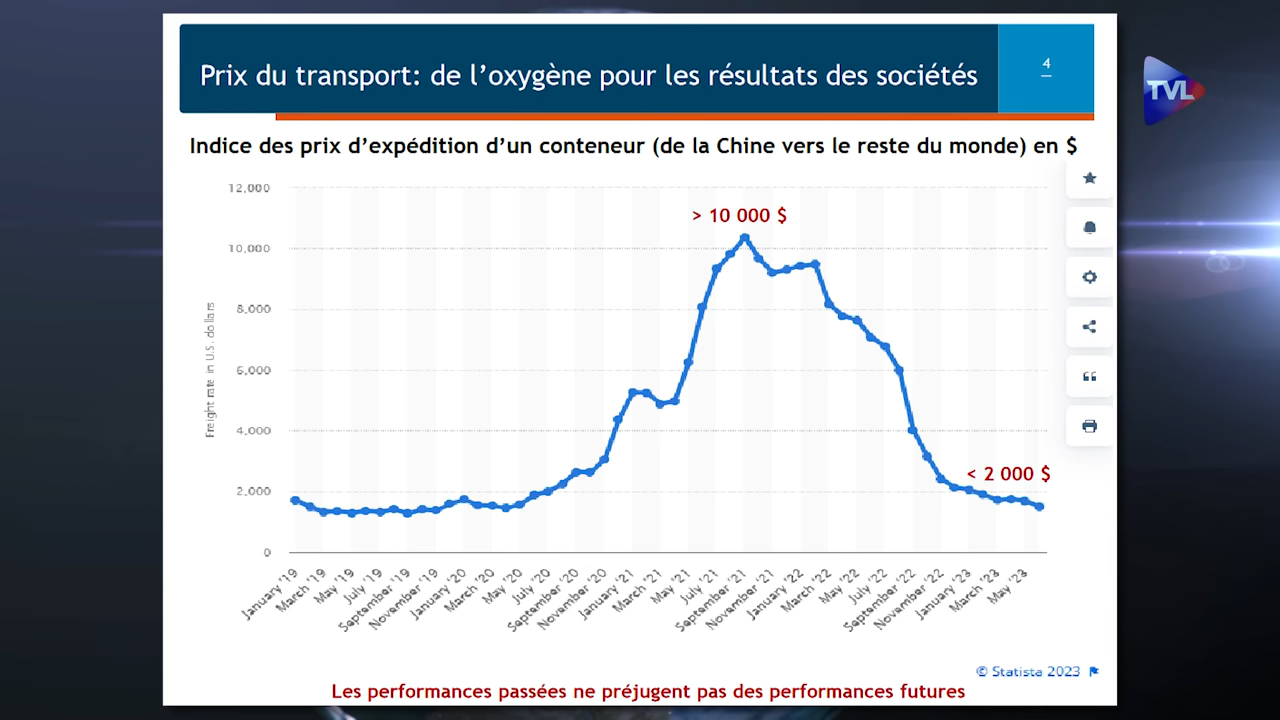 Prix du transport: de l'oxygène pour les résultats des sociétés
4
TVL
Indice des prix d'expédition d'un conteneur (de la Chine vers le reste du monde) en $
Freight rate in U.S. dollars
12,000
10,000
8,000
6,000
4,000
2,000
0
> 10 000 $
< 2 000 $
January '19
March '19
May '19
July '19
September '19
November '19
January '20
March '20
May '20
July '20
September '20
November '20
January '21
March '21
May '21
July '21
September '21
November '21
January '22
March '22
May '22
July '22
September '22
November '22
January '23
March '23
May '23
© Statista 2023
Les performances passées ne préjugent pas des performances futures